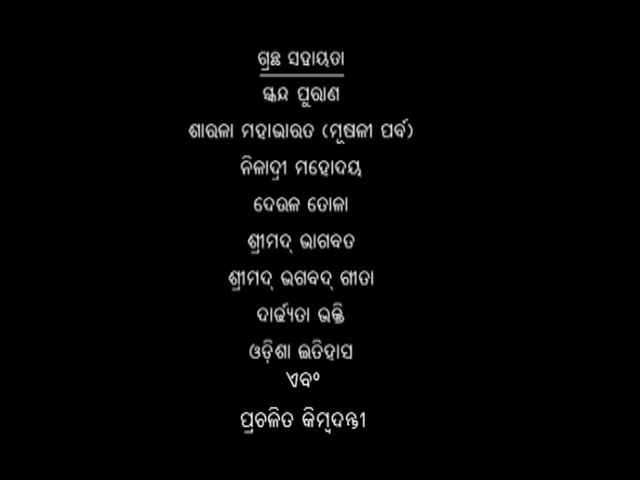 ଗ୍ରନ୍ଥ ସହାୟତା
ସ୍କନ୍ଦ ପୁରାଣ
ଶାରଳା ମହାଭାରତ (ମୂଷଳୀ ପର୍ବ)
ନିଳାଦ୍ରୀ ମହୋଦୟ
ଦେଉଳ ତୋଳା
ଶ୍ରୀମଦ୍ ଭାଗବତ
ଶ୍ରୀମଦ୍ ଭଗବଦ୍ ଗୀତା
ଦାର୍ଢ୍ୟତା ଭକ୍ତି
ଓଡ଼ିଶା ଇତିହାସ
ଏବଂ
ପ୍ରଚଳିତ କିମ୍ବଦନ୍ତୀ